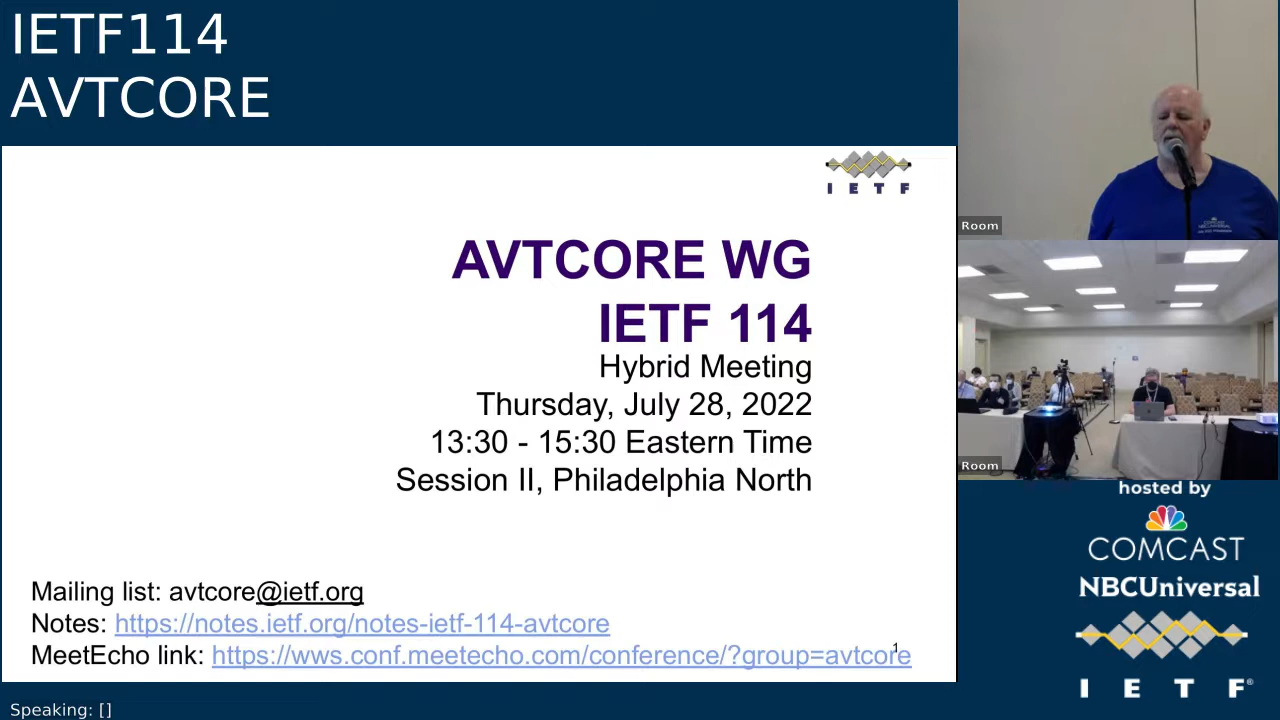 IETF114
AVTCORE
I E T F
AVTCORE WG
IETF 114
Hybrid Meeting
Thursday, July 28, 2022
13:30 - 15:30 Eastern Time
Session II, Philadelphia North
Mailing list: avtcore@ietf.org
Notes: https://notes.ietf.org/notes-ietf-114-avtcore
MeetEcho link: https://wws.conf.meetecho.com/conference/?group=avtcore
1
Speaking: []
Room
COMCAST
NBCUNIVERSAL
Room
hosted by
COMCAST
NBCUniversal
I E T F®